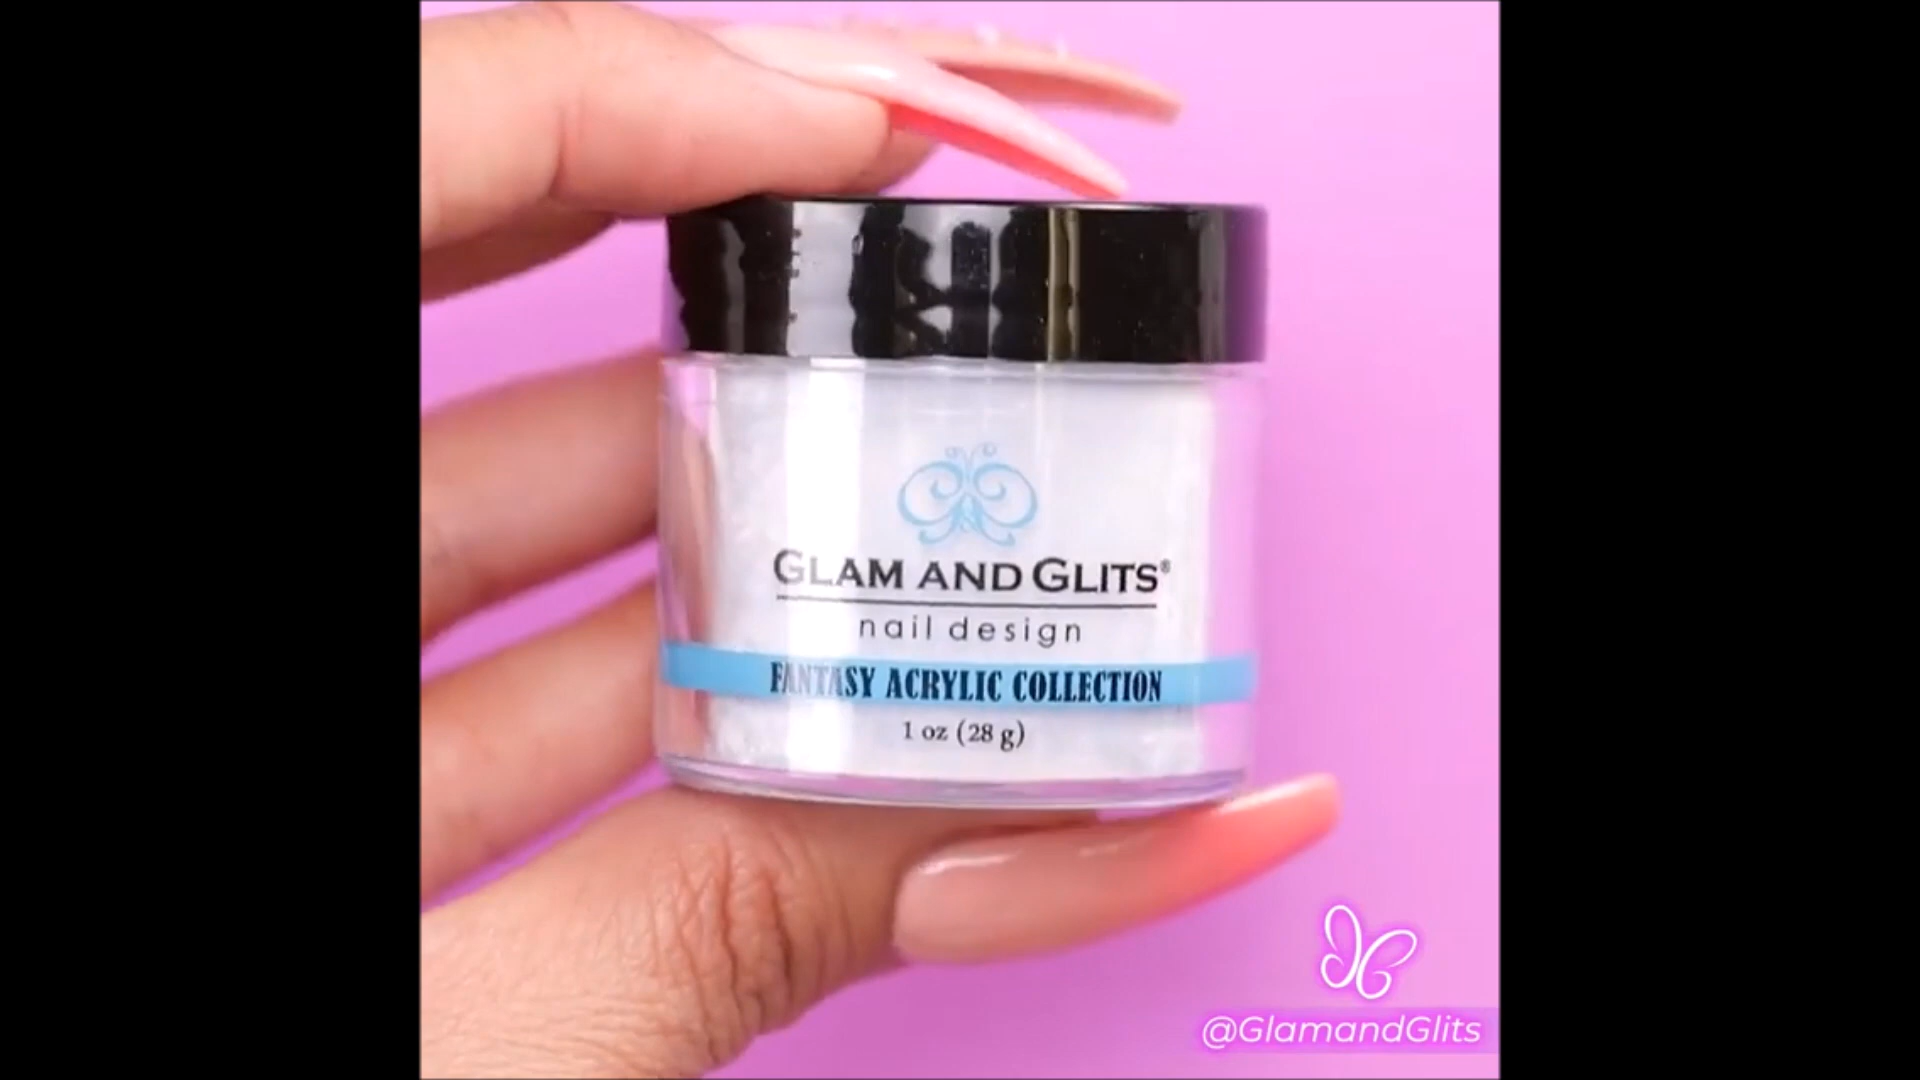 GLAM AND GLITS®
nail design
FANTASY ACRYLIC COLLECTION
1 oz (28 g)
@GlamandGlits